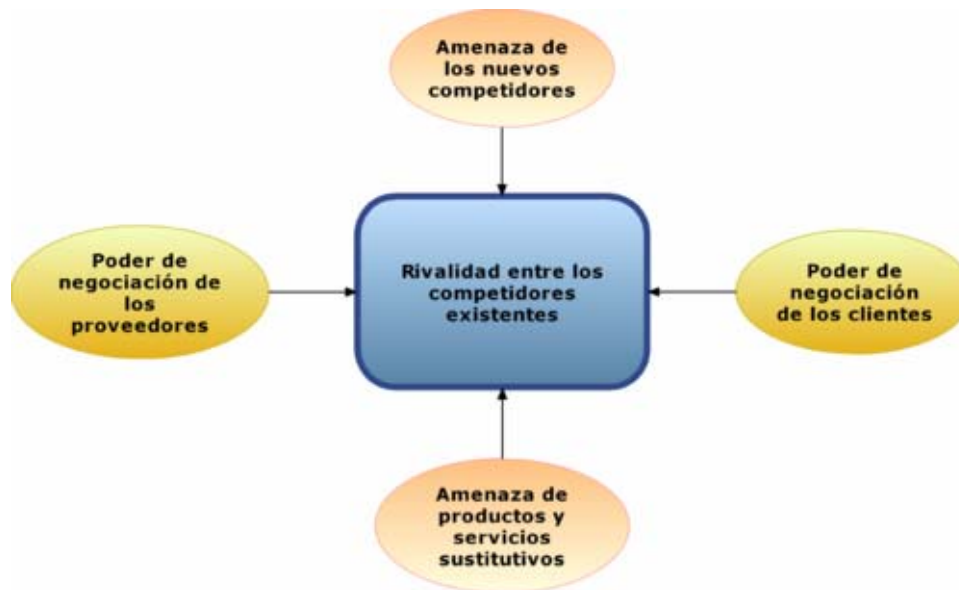 Amenaza de
los nuevos
competidores
Poder de
negociación de
los
proveedores
Rivalidad entre los
competidores
existentes
Poder de
negociación
de los clientes
Amenaza de
productos y
servicios
sustitutivos